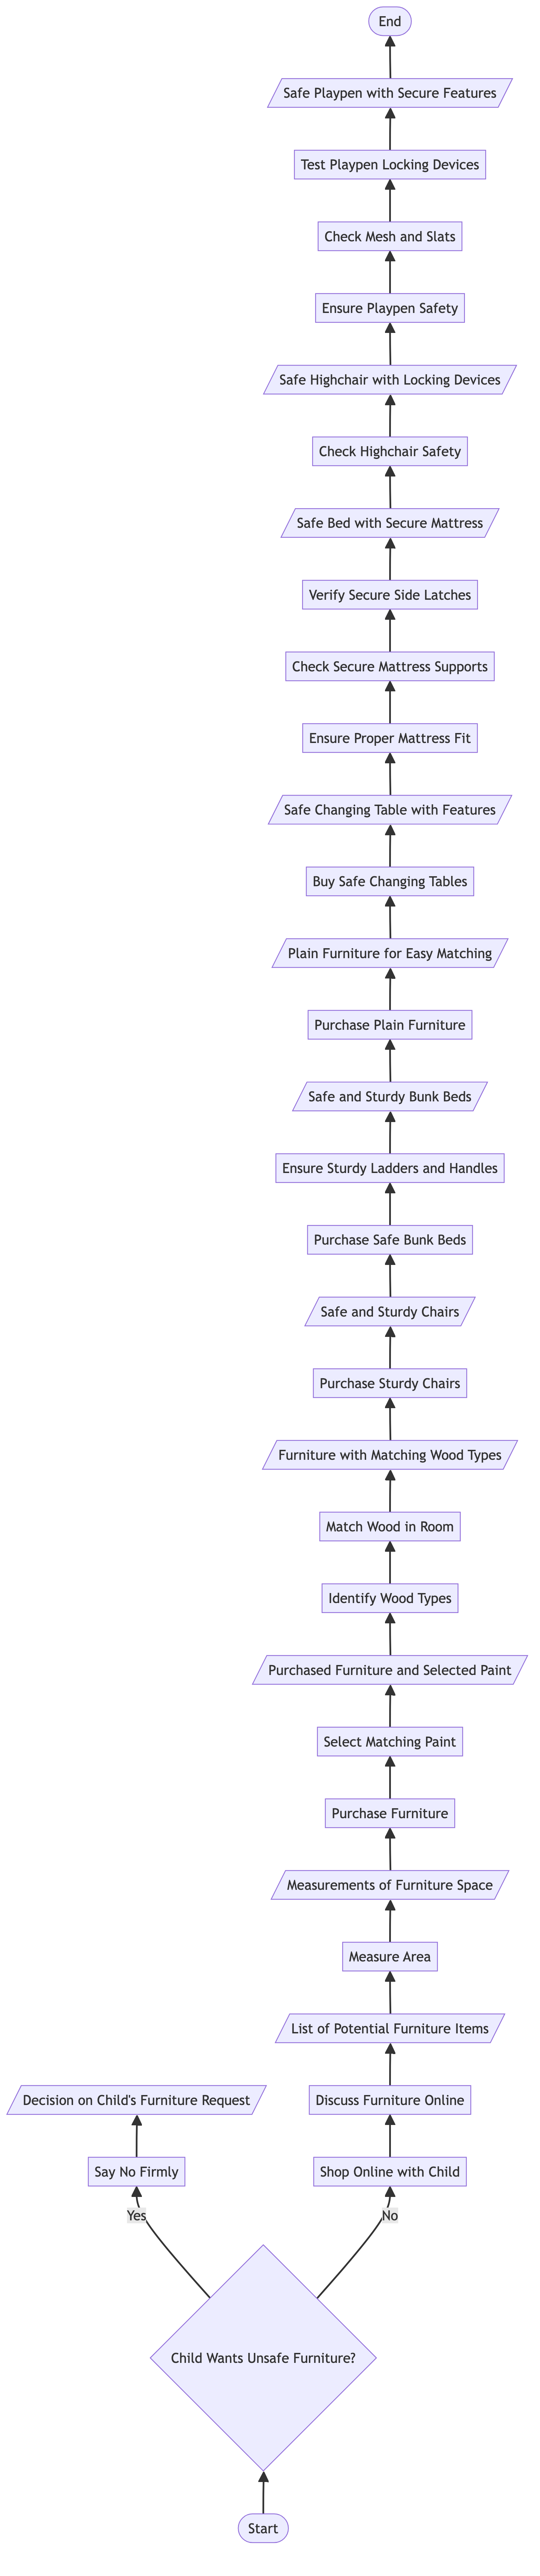 End
Safe Playpen with Secure Features
Test Playpen Locking Devices
Check Mesh and Slats
Ensure Playpen Safety
Safe Highchair with Locking Devices
Check Highchair Safety
Safe Bed with Secure Mattress
Verify Secure Side Latches
Check Secure Mattress Supports
Ensure Proper Mattress Fit
Safe Changing Table with Features
Buy Safe Changing Tables
Plain Furniture for Easy Matching
Purchase Plain Furniture
Safe and Sturdy Bunk Beds
Ensure Sturdy Ladders and Handles
Purchase Safe Bunk Beds
Safe and Sturdy Chairs
Purchase Sturdy Chairs
Furniture with Matching Wood Types
Match Wood in Room
Identify Wood Types
Purchased Furniture and Selected Paint
Select Matching Paint
Purchase Furniture
Measurements of Furniture Space
Measure Area
List of Potential Furniture Items
Decision on Child's Furniture Request
Discuss Furniture Online
Say No Firmly
Shop Online with Child
Yes
No
Child Wants Unsafe Furniture?
Start